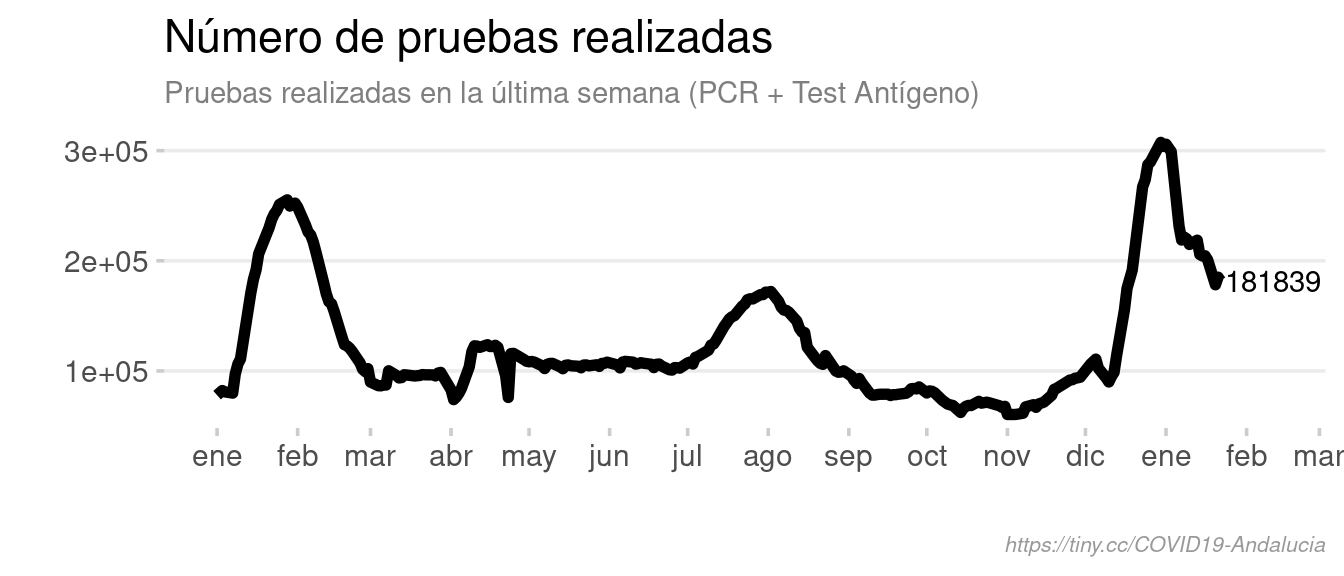 Número de pruebas realizadas
Pruebas realizadas en la última semana (PCR + Test Antígeno)
3e+05
2e+05
1e+05
181839
ene feb mar abr may jun jul ago sep oct nov dic ene feb mar
https://tiny.cc/COVID19-Andalucia